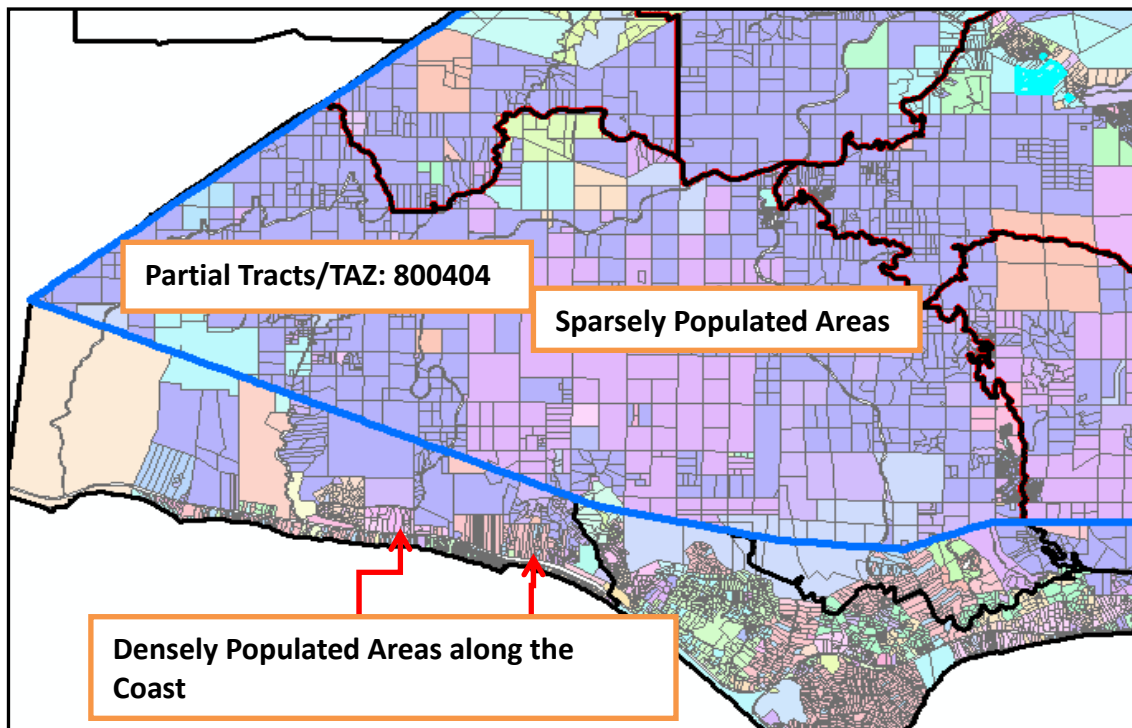 Partial Tracts/TAZ: 800404
Sparsely Populated Areas
Densely Populated Areas along the
Coast